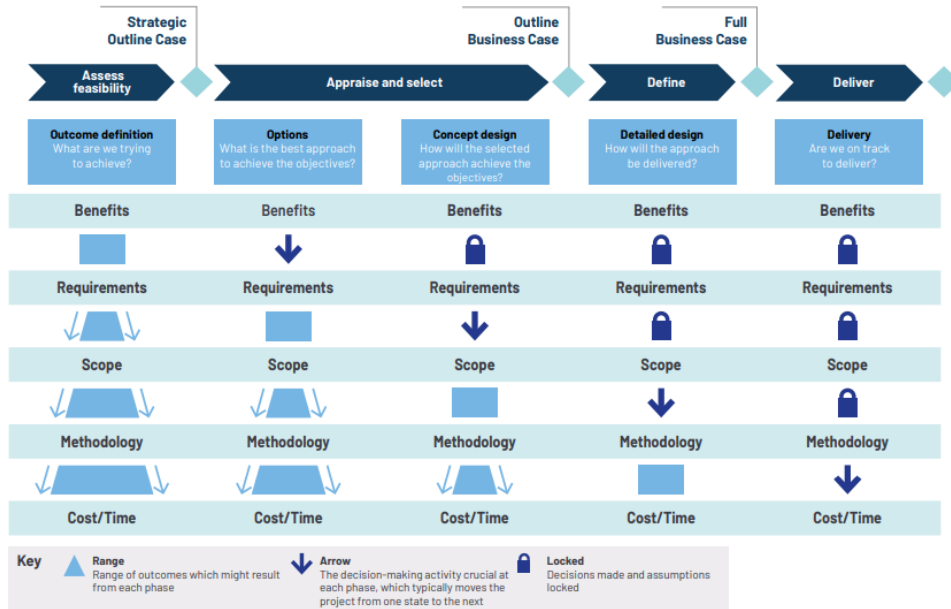 Strategic
Outline Case
Outline
Business Case
Full
Business Case
Assess
feasibility
Appraise and select
Define
Deliver
Outcome definition
What are we trying
to achieve?
Options
What is the best approach
to achieve the objectives?
Concept design
How will the selected
approach achieve the
objectives?
Detailed design
How will the approach
be delivered?
Delivery
Are we on track
to deliver?
Benefits
Benefits
Benefits
Benefits
Benefits
Requirements
Requirements
Requirements
Requirements
Requirements
Scope
Scope
Scope
Scope
Scope
Methodology
Methodology
Methodology
Methodology
Methodology
Cost/Time
Cost/Time
Cost/Time
Cost/Time
Cost/Time
Key
Range
Range of outcomes which might result
from each phase
Arrow
The decision-making activity crucial at
each phase, which typically moves the
project from one state to the next
Locked
Decisions made and assumptions
locked